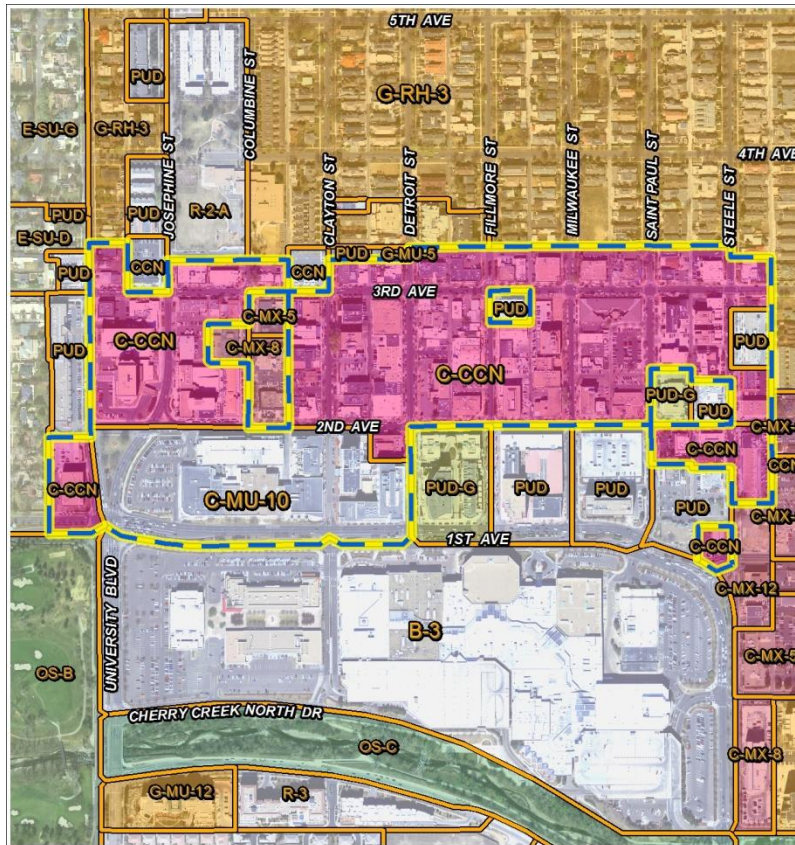 5TH AVE
PUD
COLUMBINE ST
G-RH-3
E-SU-G
G-RH-3
4TH AVE
JOSEPHINE ST
CLAYTON ST
DETROIT ST
FILLMORE ST
MILWAUKEE ST
SAINT PAUL ST
STEELE ST
PUD
PUD
R-2-A
E-SU-D
PUD
G-MU-5
PUD
CCN
CCN
3RD AVE
PUD
C-MX-5
C-CCN
C-MX-8
PUD
PUD
C-CCN
PUD-G
PUD
2ND AVE
C-MX-
C-CCN
CCN
C-CCN
C-MU-10
PUD-G
PUD
PUD
PUD
C-MX-
1ST AVE
C-CCN
UNIVERSITY BLVD
C-MX-12
B-3
C-MX-5
OS-B
CHERRY CREEK NORTH DR
OS-C
C-MX-8
G-MU-12
R-3